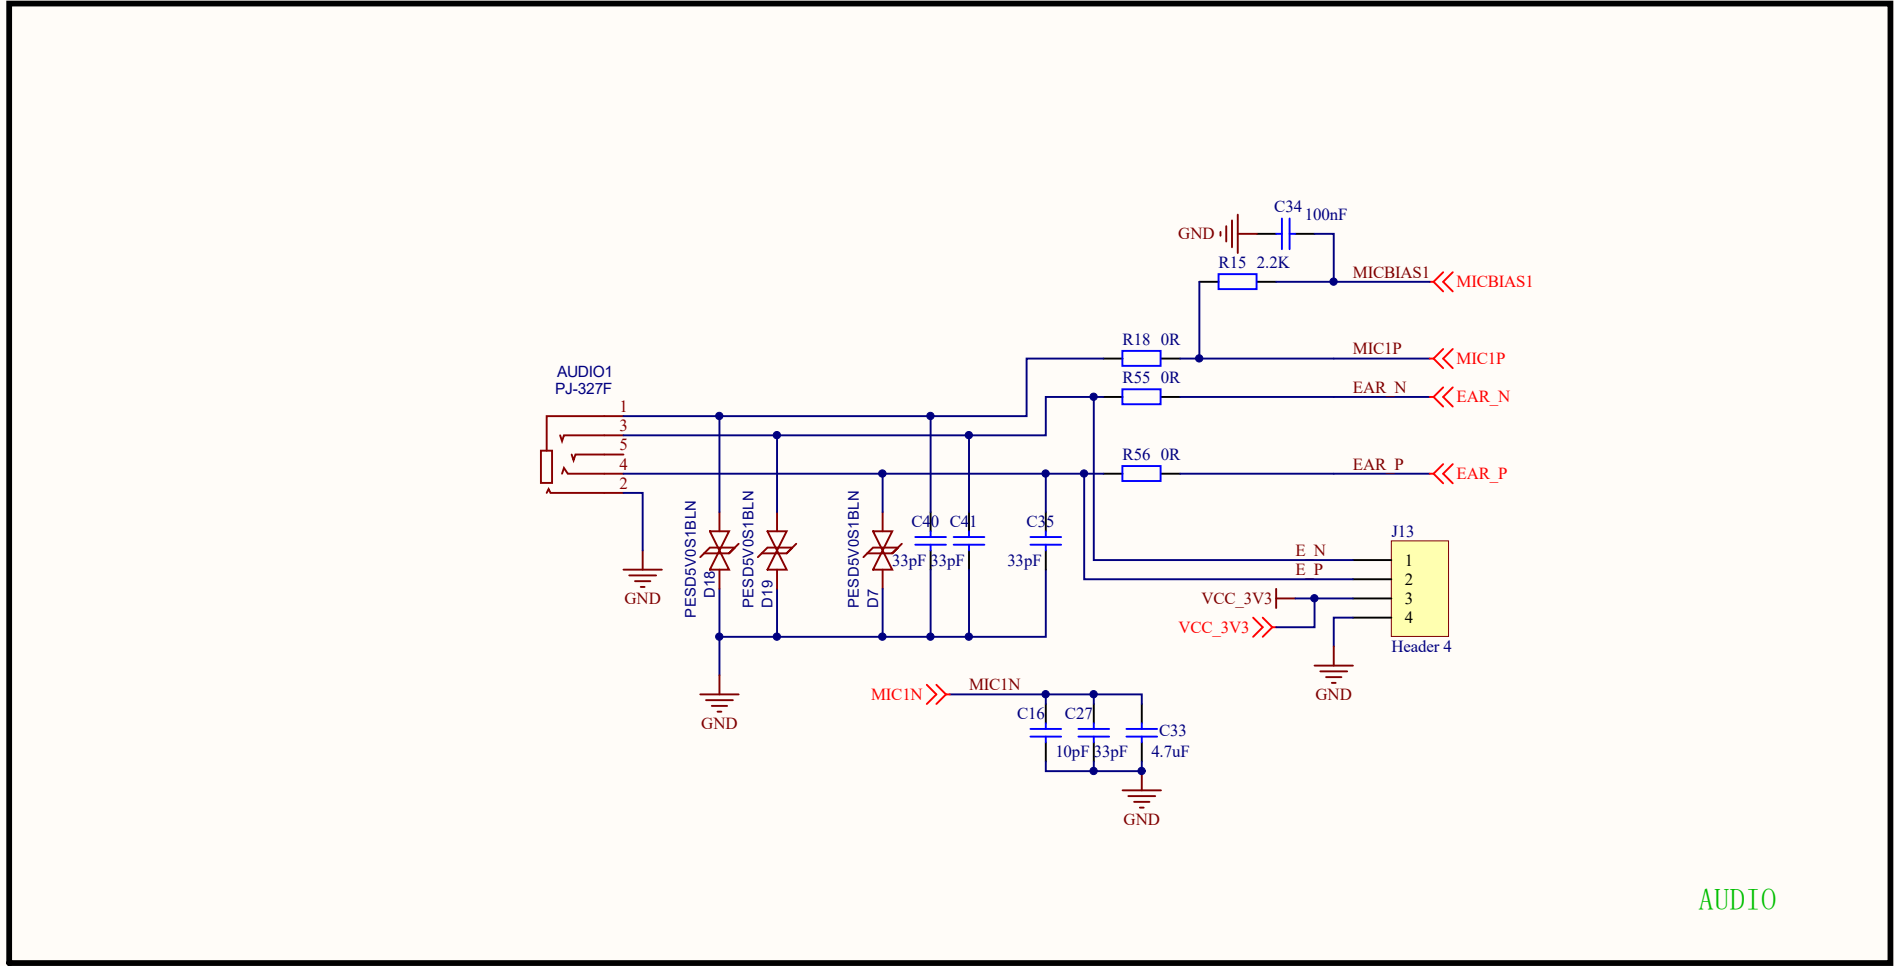 C34 100nF
GND
R15 2.2K
MICBIAS1
MICBIAS1
R18 0R
MIC1P
MIC1P
AUDIO1
PJ-327F
R55 0R
EAR_N
EAR_N
1
3
5
4
2
R56 0R
EAR_P
EAR_P
PESD5V0S1BLN
D18
PESD5V0S1BLN
D19
PESD5V0S1BLN
D7
C40
33pF
C41
33pF
C35
33pF
GND
J13
E_N
E_P
1
2
3
4
VCC_3V3
VCC_3V3
Header 4
GND
GND
MIC1N
MIC1N
C16
10pF
C27
33pF
C33
4.7uF
GND
AUDIO